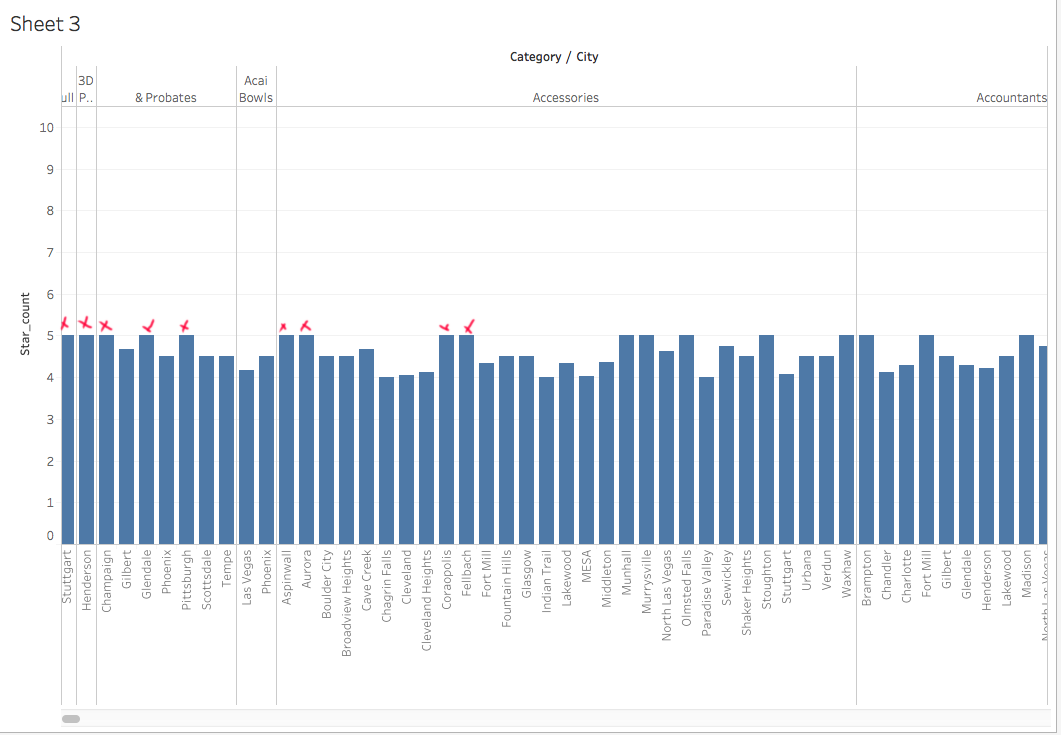 Sheet 3
Category / City
ull
3D P..
& Probates
Acai Bowls
Accessories
Accountants
Star_count
10
9
8
7
6
5
4
3
2
1
0
Stuttgart
Henderson
Champaign
Gilbert
Glendale
Phoenix
Pittsburgh
Scottsdale
Tempe
Las Vegas
Phoenix
Aspinwall
Aurora
Boulder City
Broadview Heights
Cave Creek
Chagrin Falls
Cleveland
Cleveland Heights
Coraopolis
Fellbach
Fort Mill
Fountain Hills
Glasgow
Indian Trail
Lakewood
MESA
Middleton
Munhall
Murrysville
North Las Vegas
Olmsted Falls
Paradise Valley
Sewickley
Shaker Heights
Stoughton
Stuttgart
Urbana
Verdun
Waxhaw
Brampton
Chandler
Charlotte
Fort Mill
Gilbert
Glendale
Henderson
Lakewood
Madison
North Las Vegas